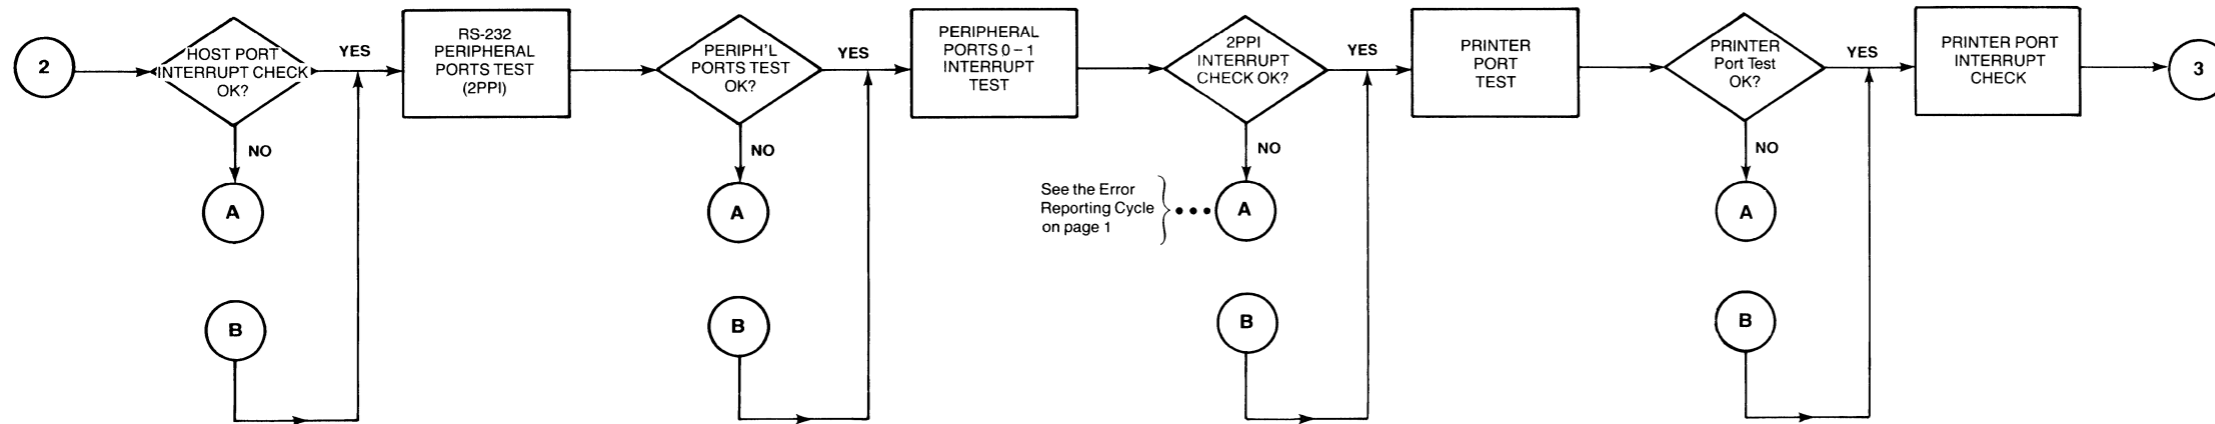 2
HOST PORT
INTERRUPT CHECK
OK?
YES
NO
A
B
RS-232
PERIPHERAL
PORTS TEST
(2PPI)
PERIPH'L
PORTS TEST
OK?
YES
NO
A
B
PERIPHERAL
PORTS 0 – 1
INTERRUPT
TEST
2PPI
INTERRUPT
CHECK OK?
YES
NO
See the Error
Reporting Cycle
on page 1
A
B
PRINTER
PORT
TEST
PRINTER
Port Test
OK?
YES
NO
A
B
PRINTER PORT
INTERRUPT
CHECK
3